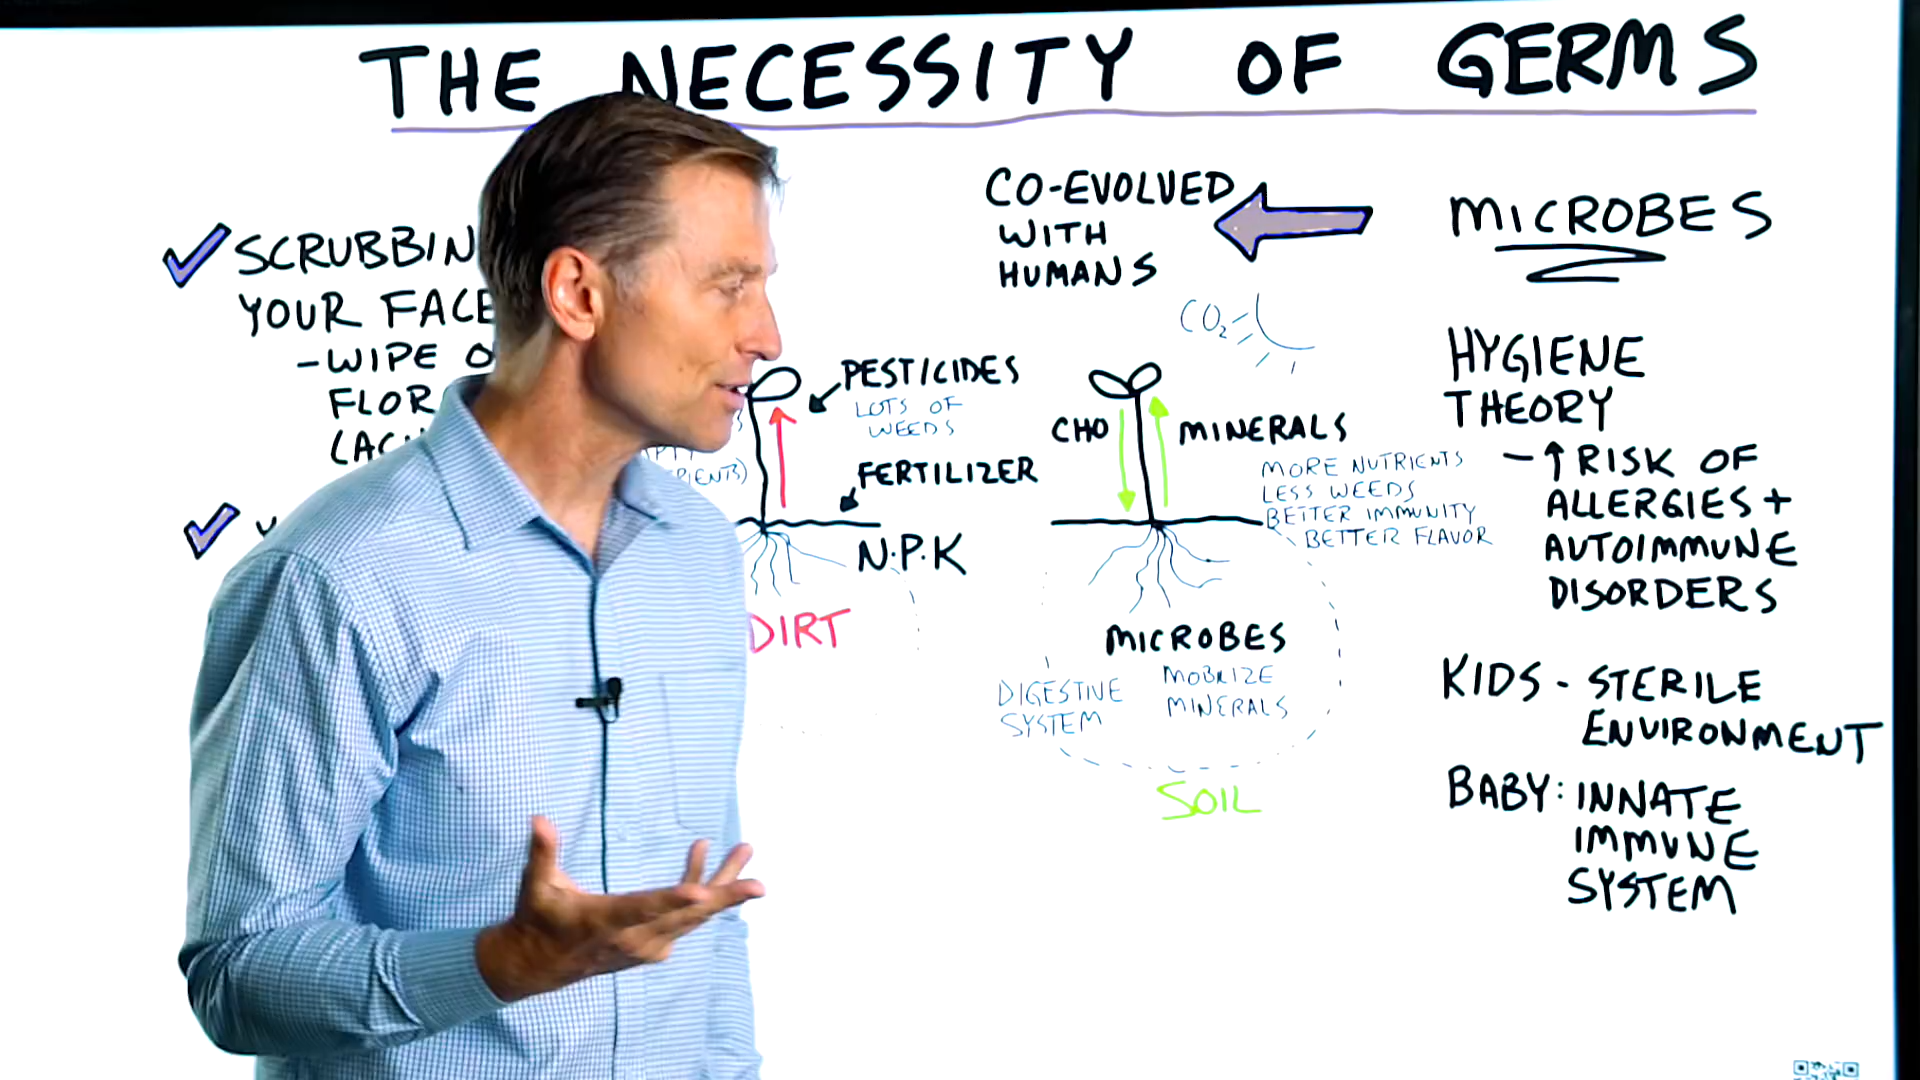 THE NECESSITY OF GERMS
SCRUBBIN
YOUR FACE
-WIPE O
FLOR
(AC
CO-EVOLVED
WITH
HUMANS
MICROBES
CO₂
PESTICIDES
LOTS OF
WEEDS
FERTILIZER
N.P.K
DIRT
CHO
MINERALS
MORE NUTRIENTS
LESS WEEDS
BETTER IMMUNITY
BETTER FLAVOR
MICROBES
DIGESTIVE
SYSTEM
MOBILIZE
MINERALS
SOIL
HYGIENE
THEORY
-↑RISK OF
ALLERGIES +
AUTOIMMUNE
DISORDERS
KIDS - STERILE
ENVIRONMENT
BABY: INNATE
IMMUNE
SYSTEM